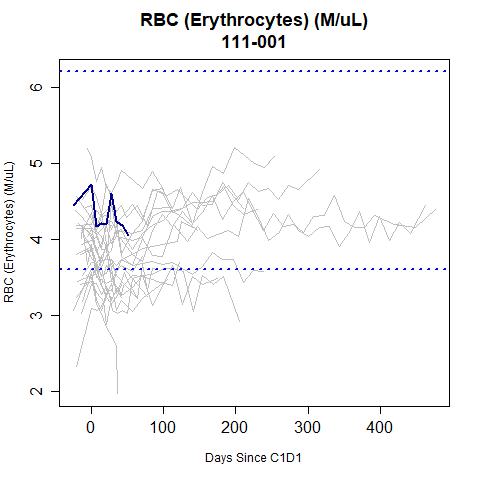 RBC (Erythrocytes) (M/uL)
111-001
RBC (Erythrocytes) (M/uL)
6
5
4
3
2
0 100 200 300 400
Days Since C1D1